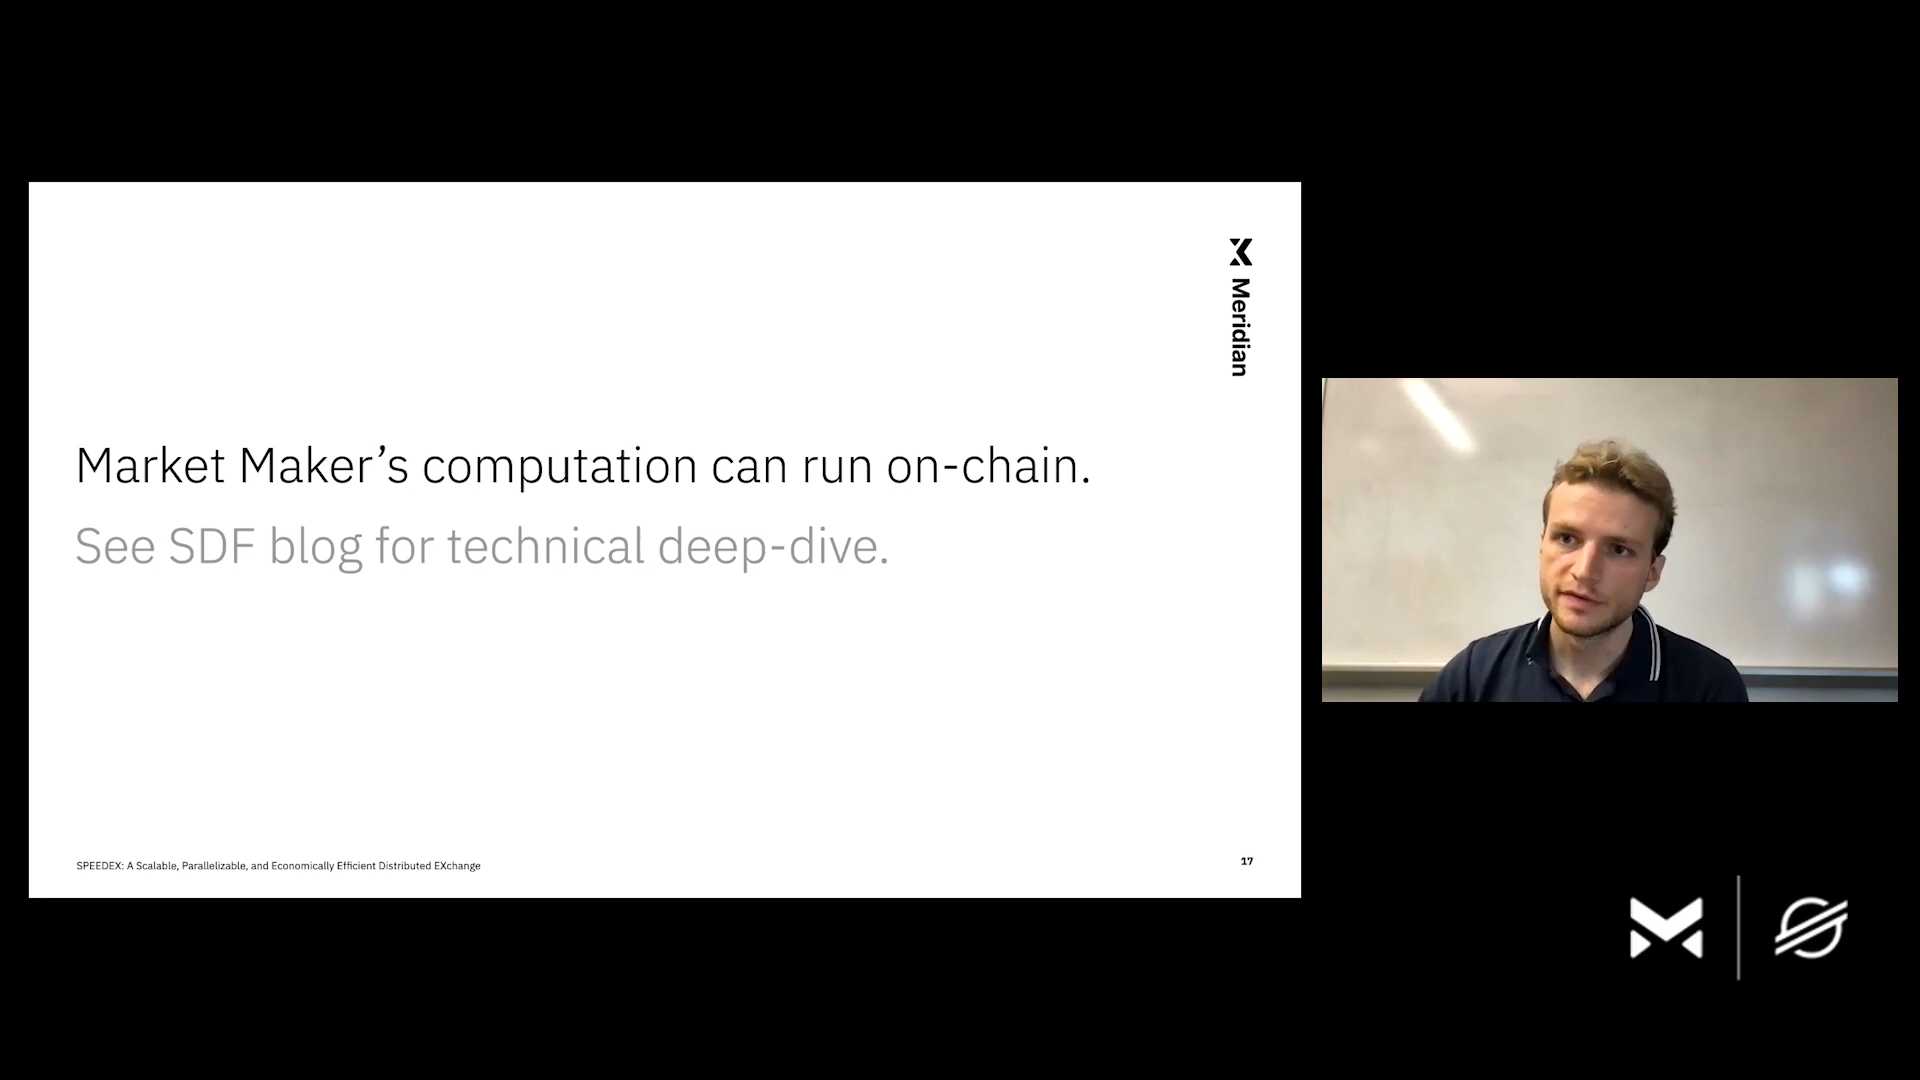 Meridian
Market Maker’s computation can run on-chain.
See SDF blog for technical deep-dive.
SPEEDEX: A Scalable, Parallelizable, and Economically Efficient Distributed EXchange
17